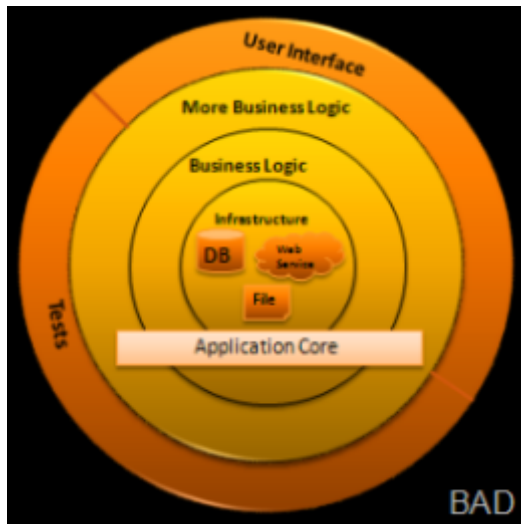 User Interface
More Business Logic
Business Logic
Infrastructure
DB
Web
Service
File
Tests
Application Core
BAD